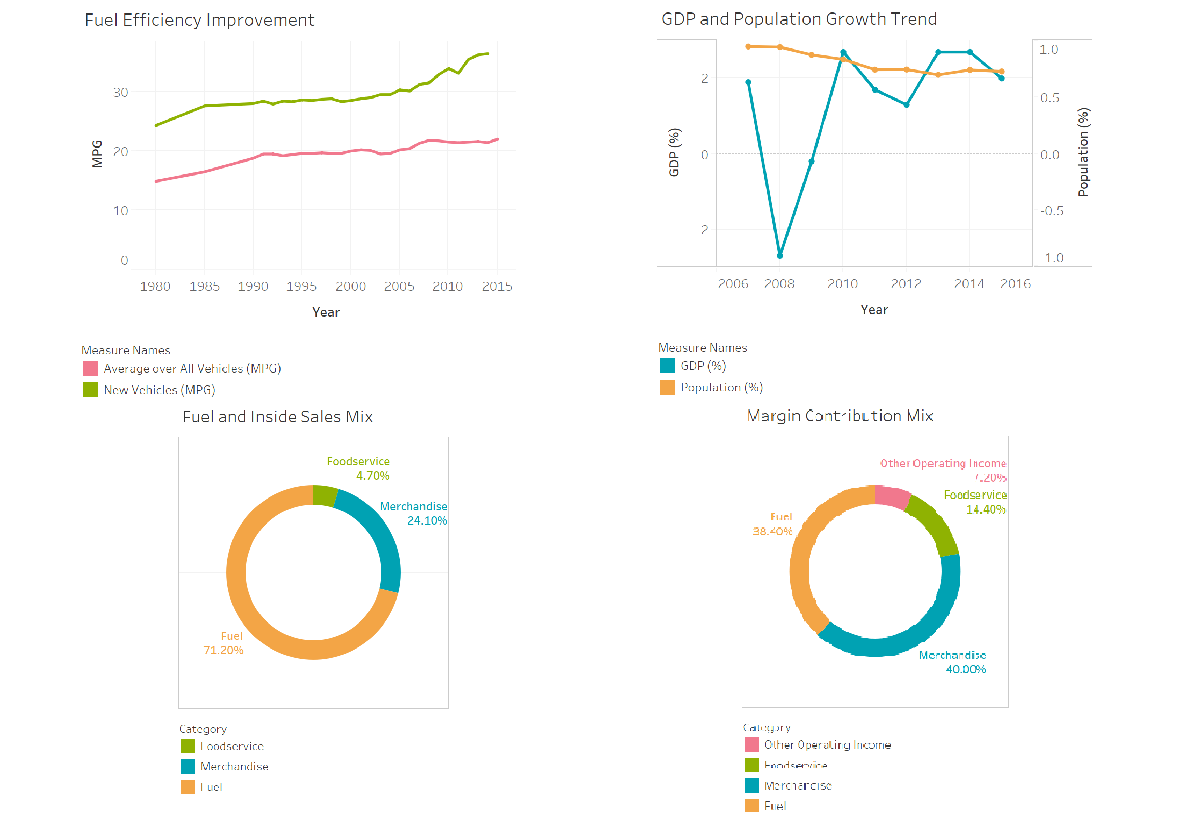 Fuel Efficiency Improvement
30
20
10
0
MPG
1980 1985 1990 1995 2000 2005 2010 2015
Year
Measure Names
Average over All Vehicles (MPG)
New Vehicles (MPG)
GDP and Population Growth Trend
2
0
2
GDP (%)
1.0
0.5
0.0
-0.5
1.0
Population (%)
2006 2008 2010 2012 2014 2016
Year
Measure Names
GDP (%)
Population (%)
Fuel and Inside Sales Mix
Foodservice
4.70%
Merchandise
24.10%
Fuel
71.20%
Category
Foodservice
Merchandise
Fuel
Margin Contribution Mix
Other Operating Income
7.20%
Foodservice
14.40%
Fuel
38.40%
Merchandise
40.00%
Category
Other Operating Income
Foodservice
Merchandise
Fuel